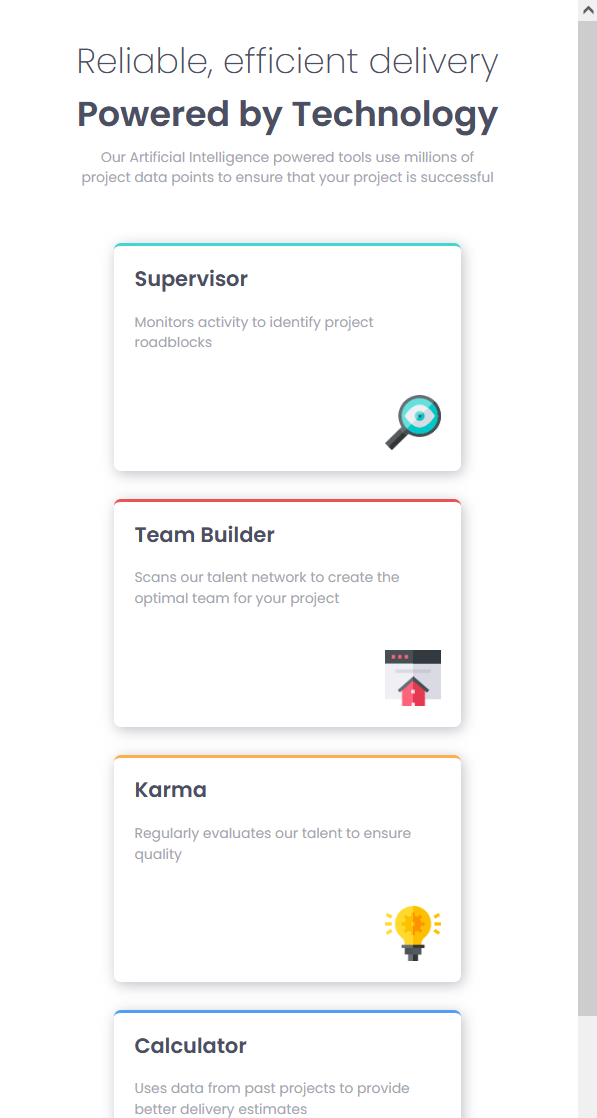 Reliable, efficient delivery
Powered by Technology
Our Artificial Intelligence powered tools use millions of
project data points to ensure that your project is successful
Supervisor
Monitors activity to identify project
roadblocks
Team Builder
Scans our talent network to create the
optimal team for your project
Karma
Regularly evaluates our talent to ensure
quality
Calculator
Uses data from past projects to provide
better delivery estimates